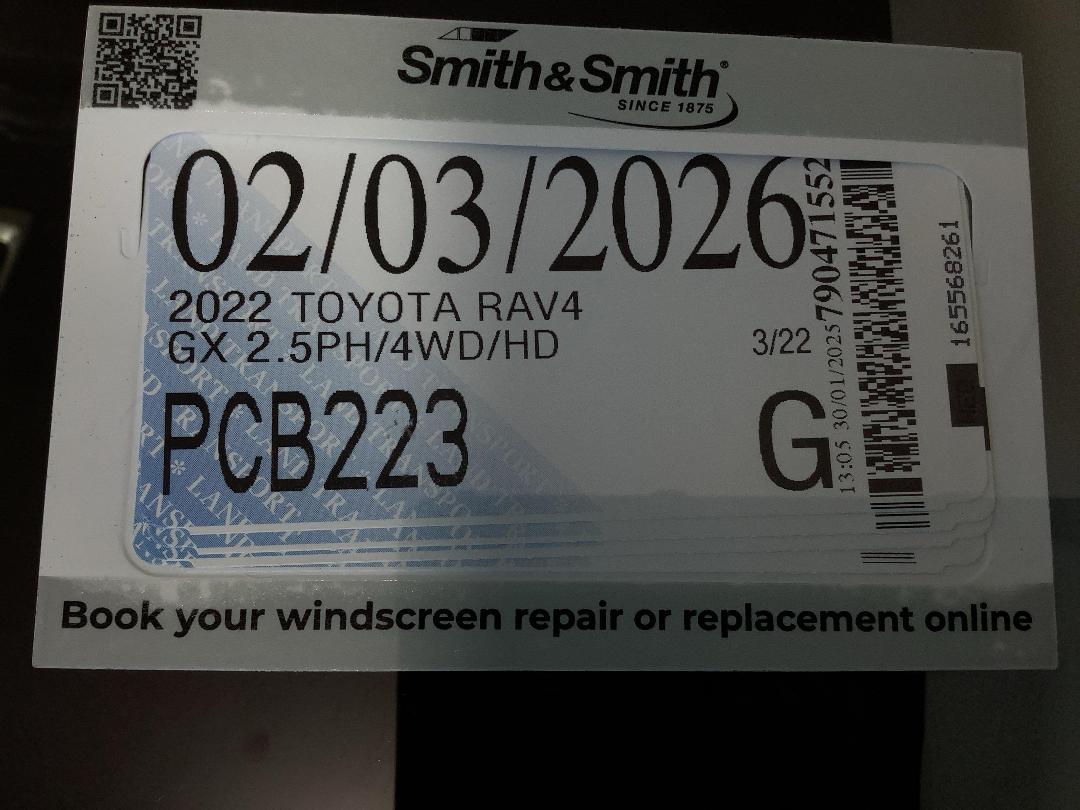 Smith&Smith®
SINCE 1875
02/03/2026
2022 TOYOTA RAV4
GX 2.5PH/4WD/HD
3/22
PCB223
G
13:05 30/01/2025 790471552
165568261
Book your windscreen repair or replacement online